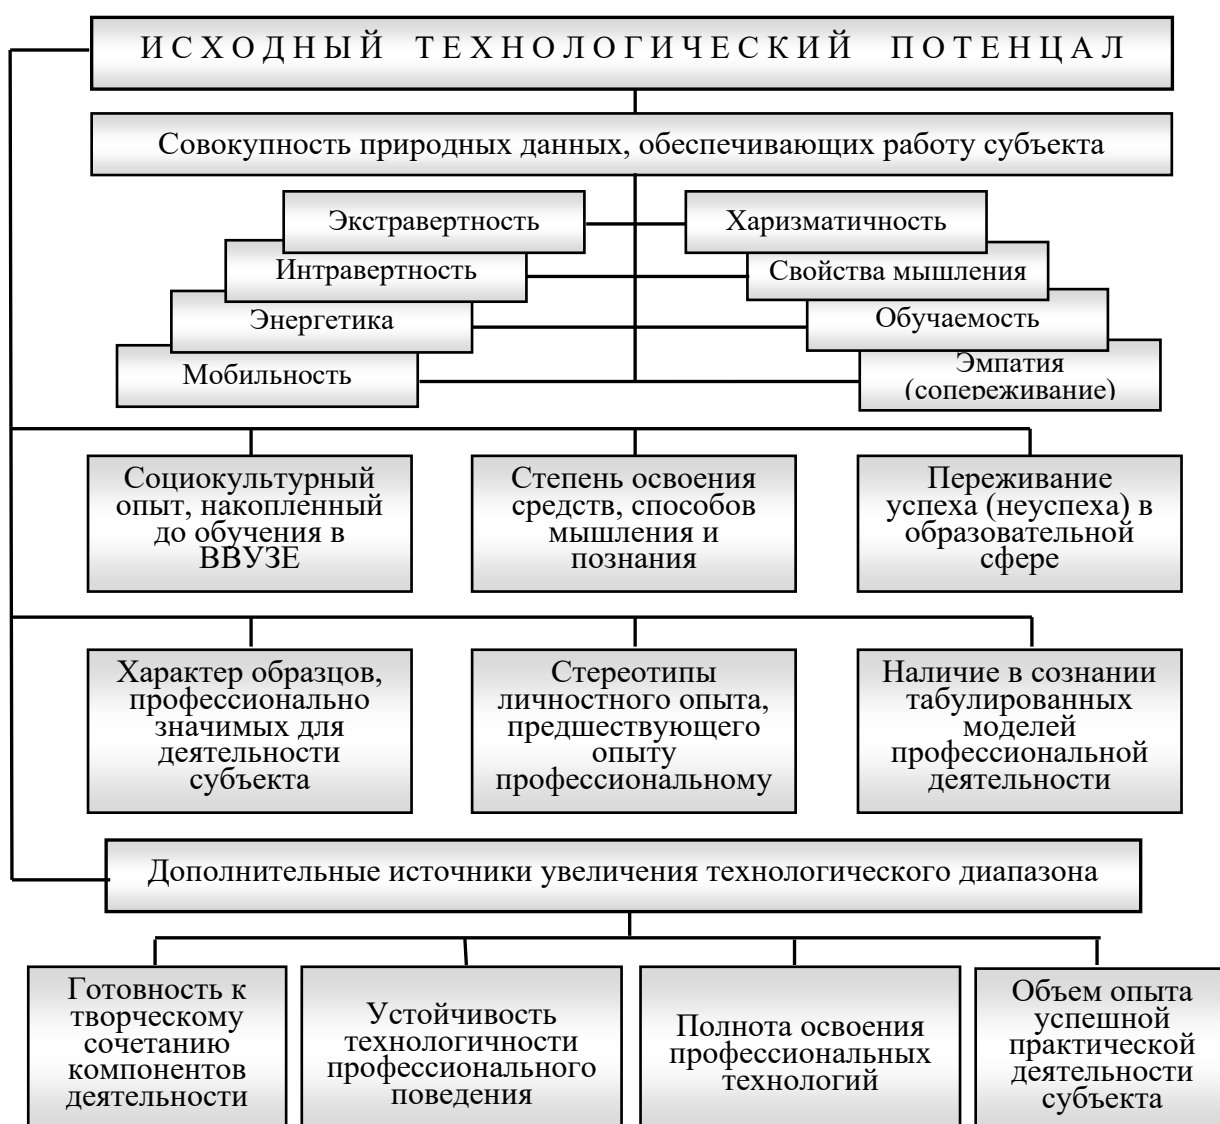 ИСХОДНЫЙ ТЕХНОЛОГИЧЕСКИЙ ПОТЕНЦАЛ
Совокупность природных данных, обеспечивающих работу субъекта
Экстравертность
Харизматичность
Интравертность
Свойства мышления
Энергетика
Обучаемость
Мобильность
Эмпатия
(сопереживание)
Социокультурный
опыт, накопленный
до обучения в
ВВУЗЕ
Степень освоения
средств, способов
мышления и
познания
Переживание
успеха (неуспеха) в
образовательной
сфере
Характер образцов,
профессионально
значимых для
деятельности
субъекта
Стереотипы
личностного опыта,
предшествующего
опыту
профессиональному
Наличие в сознании
табулированных
моделей
профессиональной
деятельности
Дополнительные источники увеличения технологического диапазона
Готовность к
творческому
сочетанию
компонентов
деятельности
Устойчивость
технологичности
профессионального
поведения
Полнота освоения
профессиональных
технологий
Объем опыта
успешной
практической
деятельности
субъекта